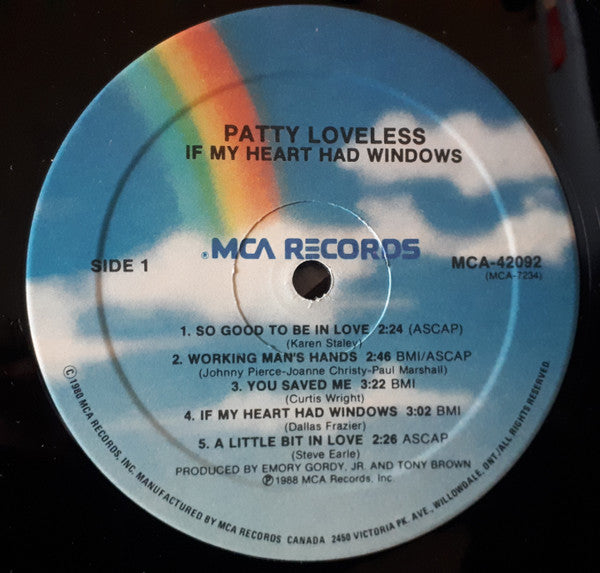 PATTY LOVELESS
IF MY HEART HAD WINDOWS
®MCA RECORDS
SIDE 1
MCA-42092
(MCA-7234)
1. SO GOOD TO BE IN LOVE 2:24 (ASCAP)
(Karen Staley)
2. WORKING MAN'S HANDS 2:46 BMI/ASCAP
(Johnny Pierce-Joanne Christy-Paul Marshall)
3. YOU SAVED ME 3:22 BMI
(Curtis Wright)
4. IF MY HEART HAD WINDOWS 3:02 BMI
(Dallas Frazier)
5. A LITTLE BIT IN LOVE 2:26 ASCAP
(Steve Earle)
PRODUCED BY EMORY GORDY, JR. AND TONY BROWN
Ⓟ1988 MCA Records, Inc.
©1980 MCA RECORDS, INC. MANUFACTURED BY MCA RECORDS CANADA 2450 VICTORIA PK. AVE., WILLOWDALE, ONT./ALL RIGHTS RESERVED.